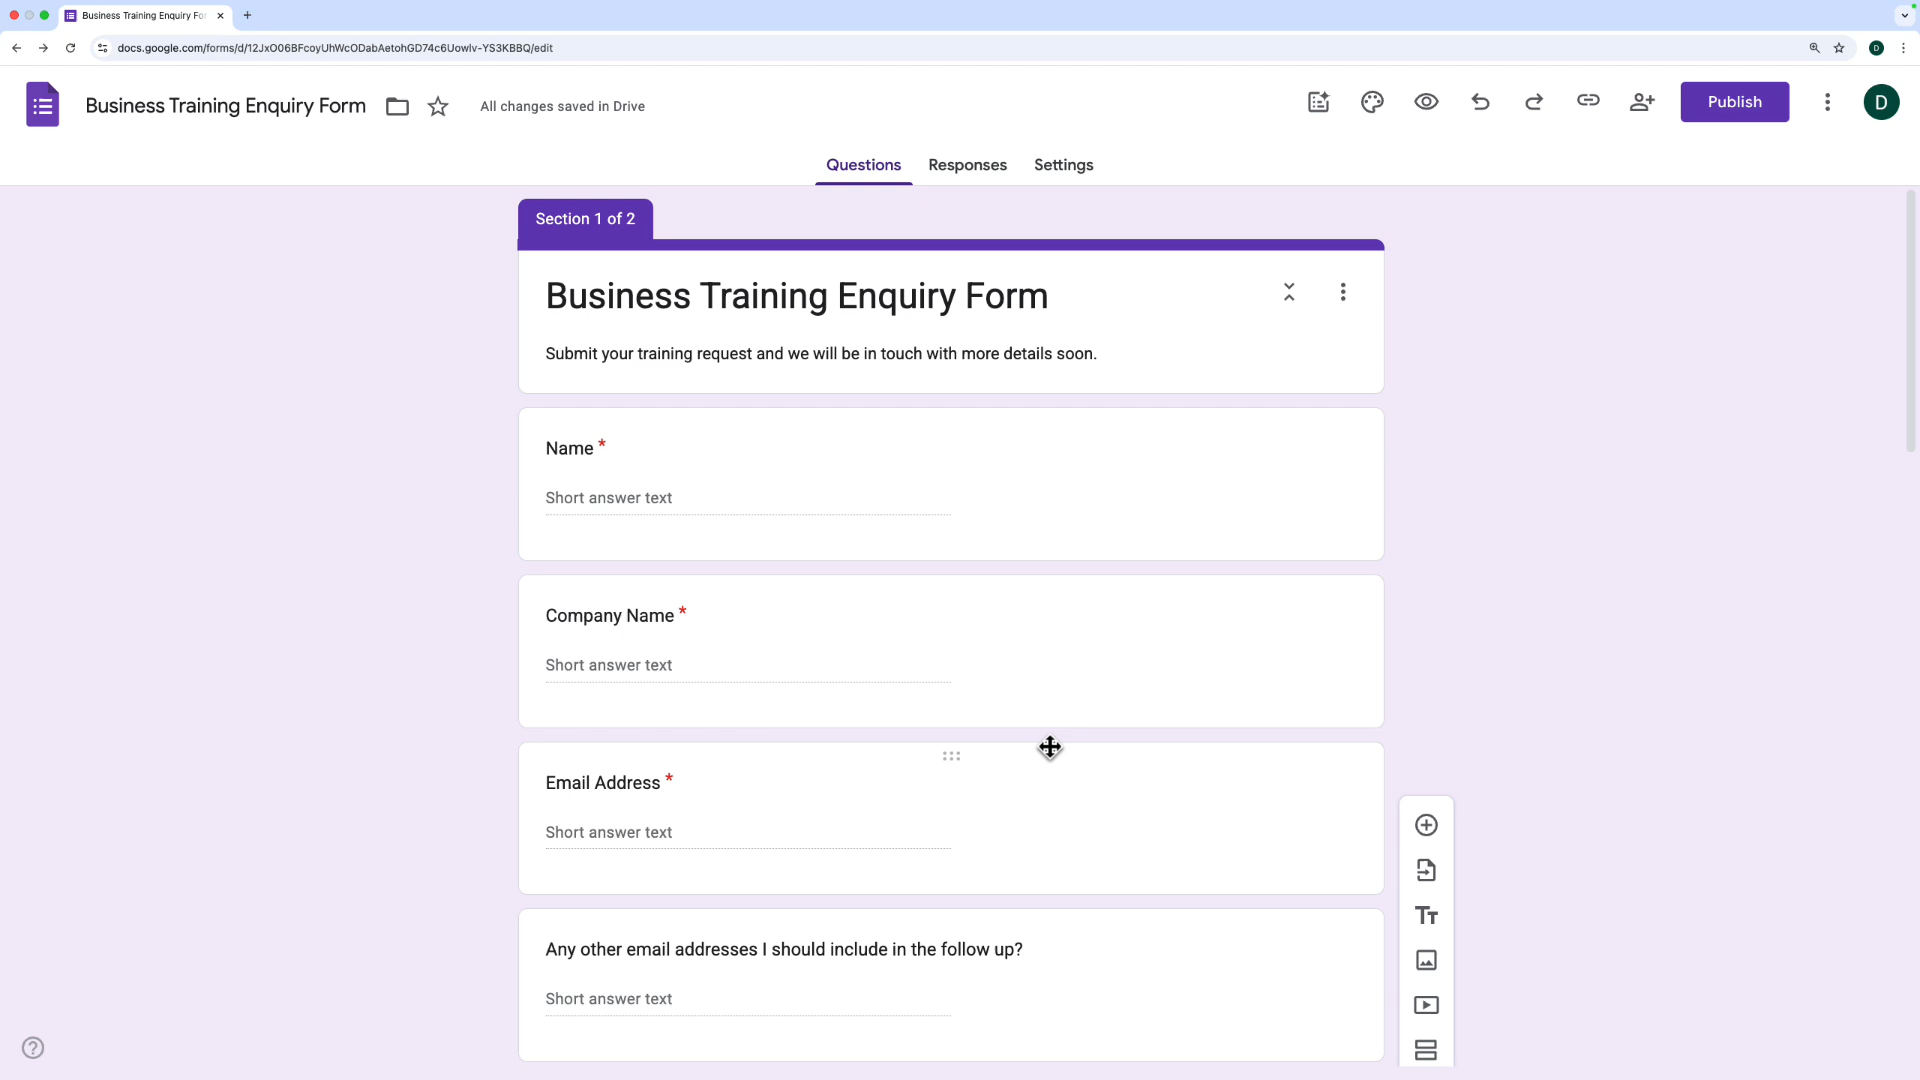 Business Training Enquiry Fo
docs.google.com/forms/d/12JxO06BFcoyUhWcODabAetohGD74c6Uowlv-YS3KBBQ/edit
D
Business Training Enquiry Form
All changes saved in Drive
Publish
D
Questions
Responses
Settings
Section 1 of 2
Business Training Enquiry Form
Submit your training request and we will be in touch with more details soon.
Name *
Short answer text
Company Name *
Short answer text
Email Address *
Short answer text
Any other email addresses I should include in the follow up?
Short answer text